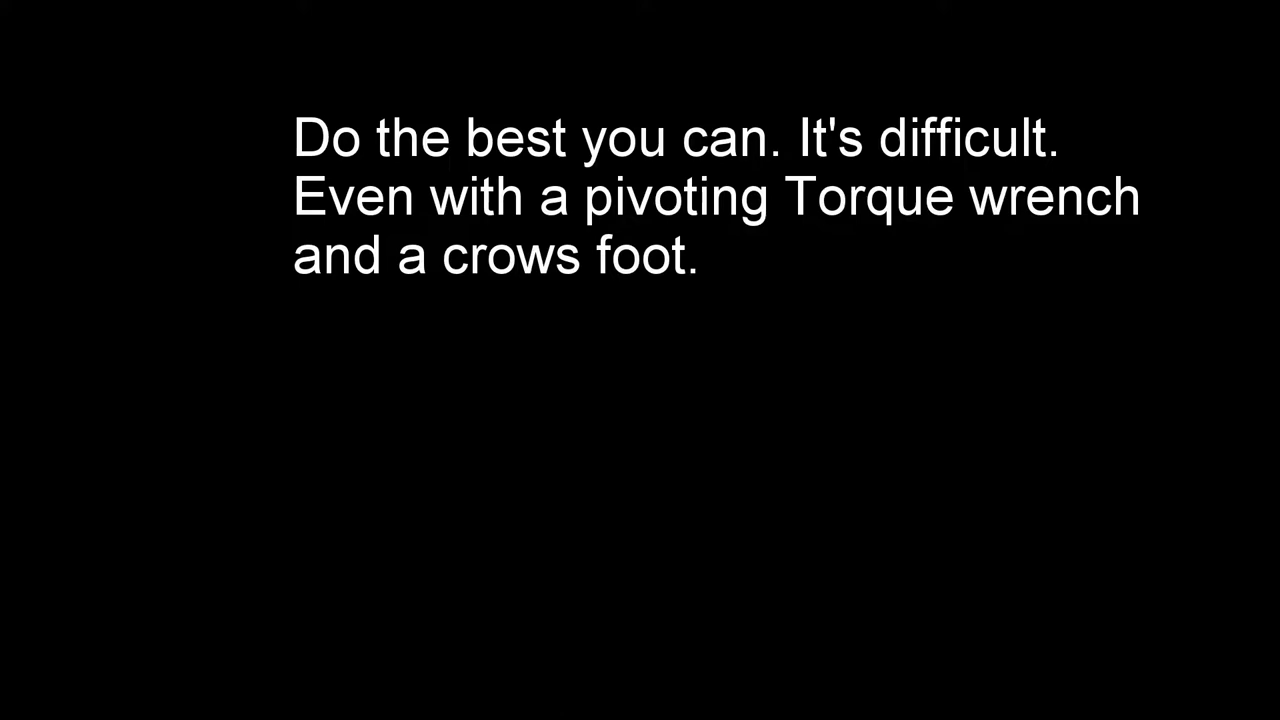 Do the best you can. It's difficult.
Even with a pivoting Torque wrench
and a crows foot.